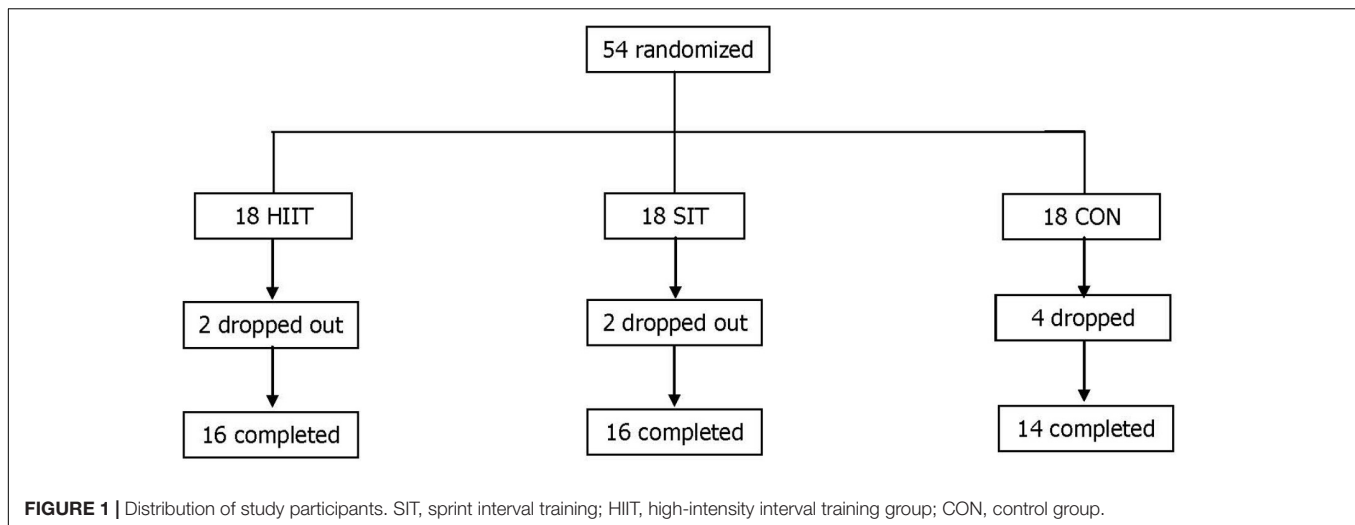 54 randomized
18 HIIT
18 SIT
18 CON
2 dropped out
2 dropped out
4 dropped
16 completed
16 completed
14 completed
FIGURE 1 | Distribution of study participants. SIT, sprint interval training; HIIT, high-intensity interval training group; CON, control group.